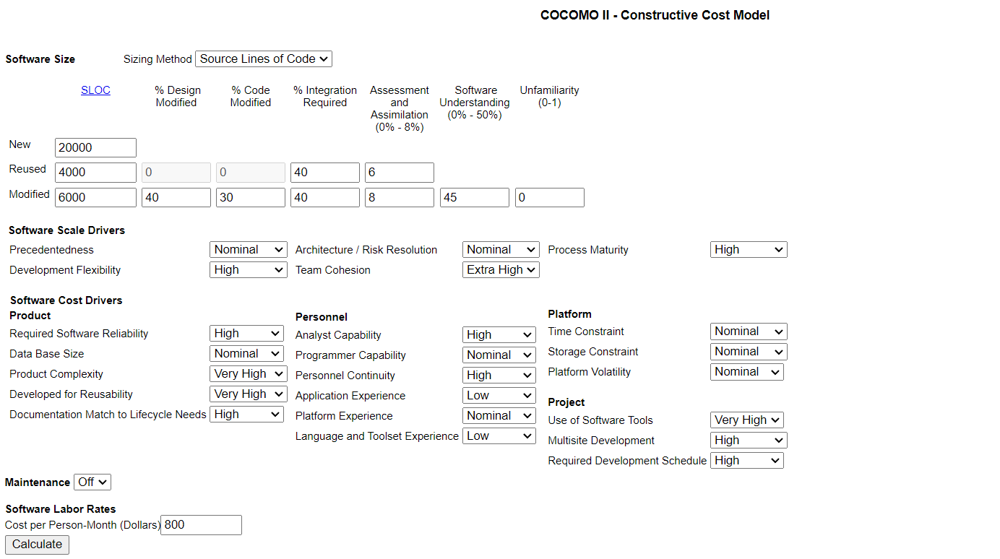 COCOMO II - Constructive Cost Model
Software Size Sizing Method Source Lines of Code
SLOC % Design Modified % Code Modified % Integration Required Assessment and Assimilation (0% - 8%) Software Understanding (0% - 50%) Unfamiliarity (0-1)
New 20000
Reused 4000 0 0 40 6
Modified 6000 40 30 40 8 45 0
Software Scale Drivers
Precedentedness Nominal Architecture / Risk Resolution Nominal Process Maturity High
Development Flexibility High Team Cohesion Extra High
Software Cost Drivers
Product
Required Software Reliability High
Data Base Size Nominal
Product Complexity Very High
Developed for Reusability Very High
Documentation Match to Lifecycle Needs High
Personnel
Analyst Capability High
Programmer Capability Nominal
Personnel Continuity High
Application Experience Low
Platform Experience Nominal
Language and Toolset Experience Low
Platform
Time Constraint Nominal
Storage Constraint Nominal
Platform Volatility Nominal
Project
Use of Software Tools Very High
Multisite Development High
Required Development Schedule High
Maintenance Off
Software Labor Rates
Cost per Person-Month (Dollars) 800
Calculate